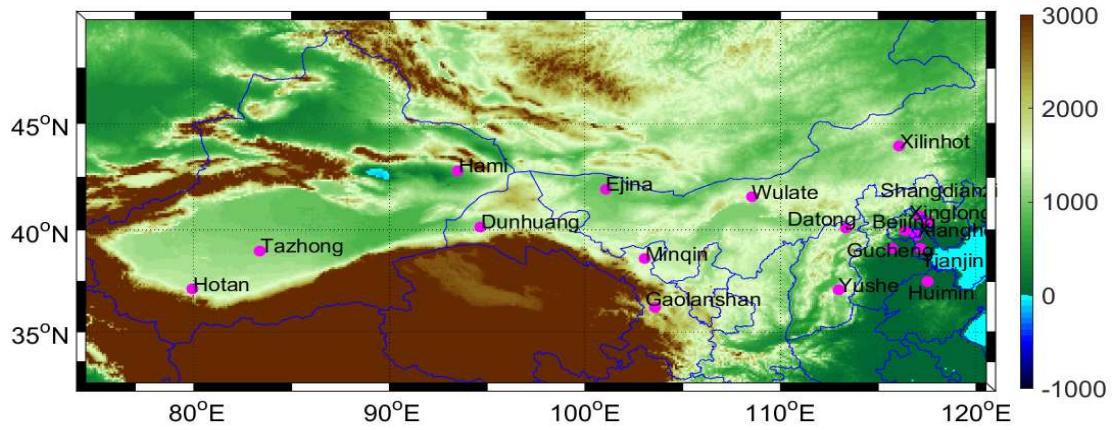 3000
45°N
Xilinhot
2000
Hami
Ejina
Wulate
Shangdianzi
Dunhuang
Datong
Beijing
Xinglong
1000
40°N
Tazhong
Minqin
Gucheng
Xianghe
Tianjin
Hotan
Gaolanshan
Yushe
Huimin
0
35°N
-1000
80°E
90°E
100°E
110°E
120°E